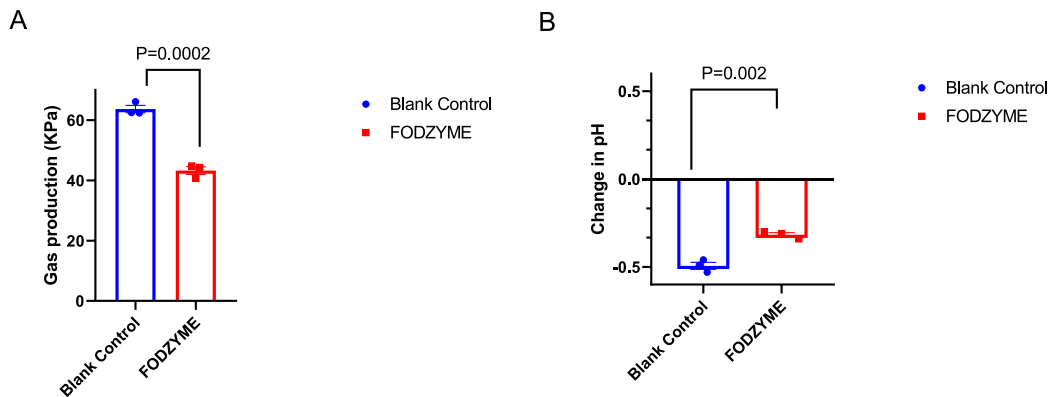 A
P=0.0002
Gas production (KPa)
60
40
20
0
Blank Control
FODZYME
Blank Control
FODZYME
B
P=0.002
Change in pH
0.5
0.0
-0.5
Blank Control
FODZYME
Blank Control
FODZYME